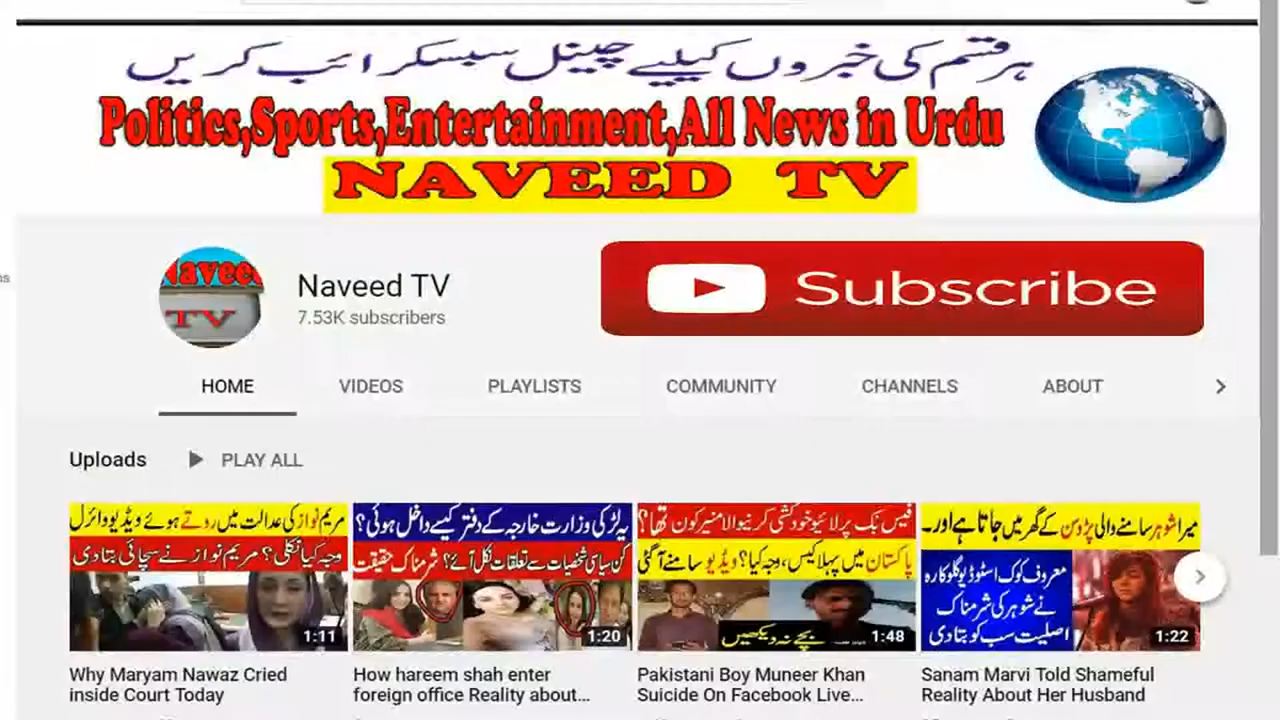 ہر قسم کی خبروں کیلیے چینل سبسکرائب کریں
Politics,Sports,Entertainment,All News in Urdu
NAVEED TV
Naveed TV
7.53K subscribers
Subscribe
HOME VIDEOS PLAYLISTS COMMUNITY CHANNELS ABOUT
Uploads PLAY ALL
مریم نواز کی عدالت میں روتے ہوئے ویڈیو وائرل
وجہ کیا نکلی؟ مریم نواز نے سچائی بتا دی
1:11
Why Maryam Nawaz Cried
inside Court Today
یہ لڑکی وزارت خارجہ کے دفتر کیسے داخل ہوئی؟
کن سیاسی شخصیات سے تعلقات نکل آئے؟ شرمناک حقیقت
1:20
How hareem shah enter
foreign office Reality about...
فیس بک پر لائیو خودکشی کرنیوالا منیر کون تھا؟
پاکستان میں پہلا کیس، وجہ کیا؟ ویڈیو سامنے آگئی
بچے نہ دیکھیں
1:48
Pakistani Boy Muneer Khan
Suicide On Facebook Live...
میرا شوہر سامنے والی پڑوسن کے گھر میں جاتا ہے اور۔۔
معروف کوک اسٹوڈیو گلوکارہ
نے شوہر کی شرمناک
اصلیت سب کو بتا دی
1:22
Sanam Marvi Told Shameful
Reality About Her Husband